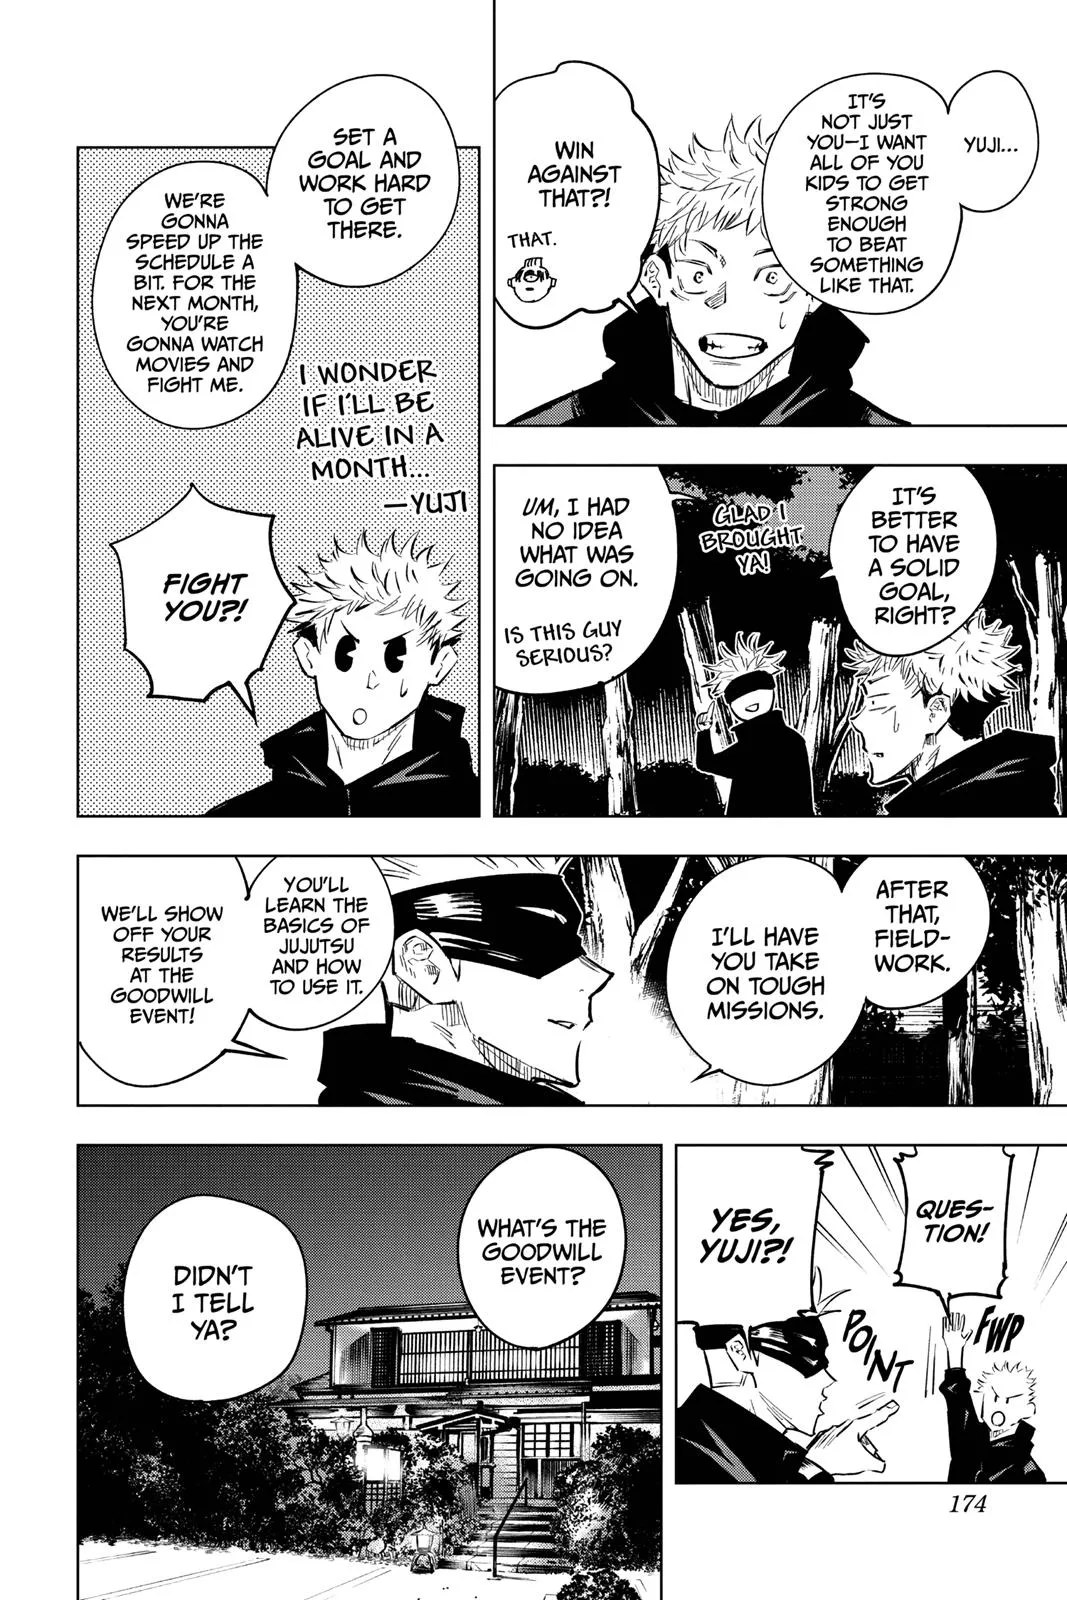 YUJI...
IT'S
NOT JUST
YOU—I WANT
ALL OF YOU
KIDS TO GET
STRONG
ENOUGH
TO BEAT
SOMETHING
LIKE THAT.
WIN
AGAINST
THAT?!
THAT.
IT'S
BETTER
TO HAVE
A SOLID
GOAL,
RIGHT?
GLAD I
BROUGHT
YA!
UM, I HAD
NO IDEA
WHAT WAS
GOING ON.
IS THIS GUY
SERIOUS?
SET A
GOAL AND
WORK HARD
TO GET
THERE.
WE'RE
GONNA
SPEED UP THE
SCHEDULE A
BIT. FOR THE
NEXT MONTH,
YOU'RE
GONNA WATCH
MOVIES AND
FIGHT ME.
I WONDER
IF I'LL BE
ALIVE IN A
MONTH...
—YUJI
FIGHT
YOU?!
AFTER
THAT,
FIELD-
WORK.
I'LL HAVE
YOU TAKE
ON TOUGH
MISSIONS.
YOU'LL
LEARN THE
BASICS OF
JUJUTSU
AND HOW
TO USE IT.
WE'LL SHOW
OFF YOUR
RESULTS
AT THE
GOODWILL
EVENT!
QUES-
TION!
FWP
YES,
YUJI?!
POINT
WHAT'S THE
GOODWILL
EVENT?
DIDN'T
I TELL
YA?
174